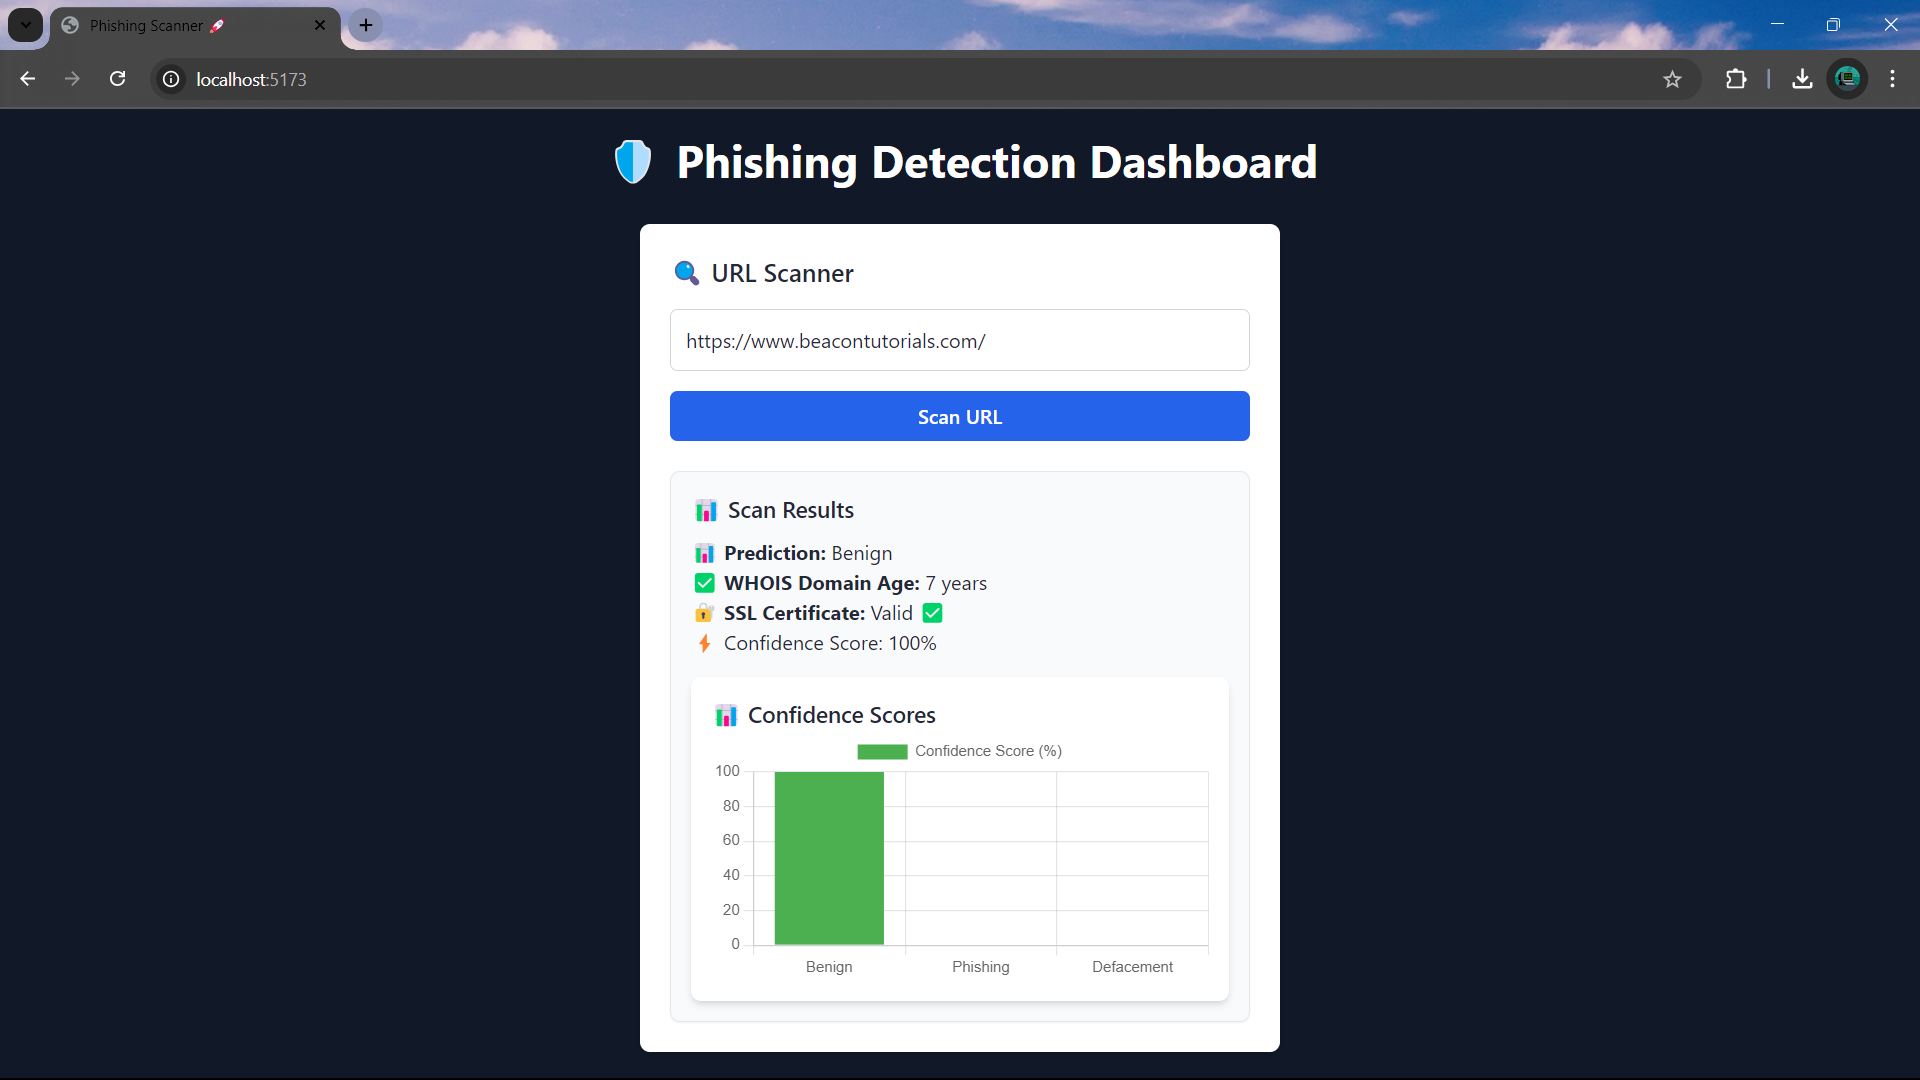 Phishing Scanner 🚀
localhost:5173
Phishing Detection Dashboard
URL Scanner
https://www.beacontutorials.com/
Scan URL
Scan Results
Prediction: Benign
WHOIS Domain Age: 7 years
SSL Certificate: Valid ✅
Confidence Score: 100%
Confidence Scores
Confidence Score (%)
100
80
60
40
20
0
Benign Phishing Defacement